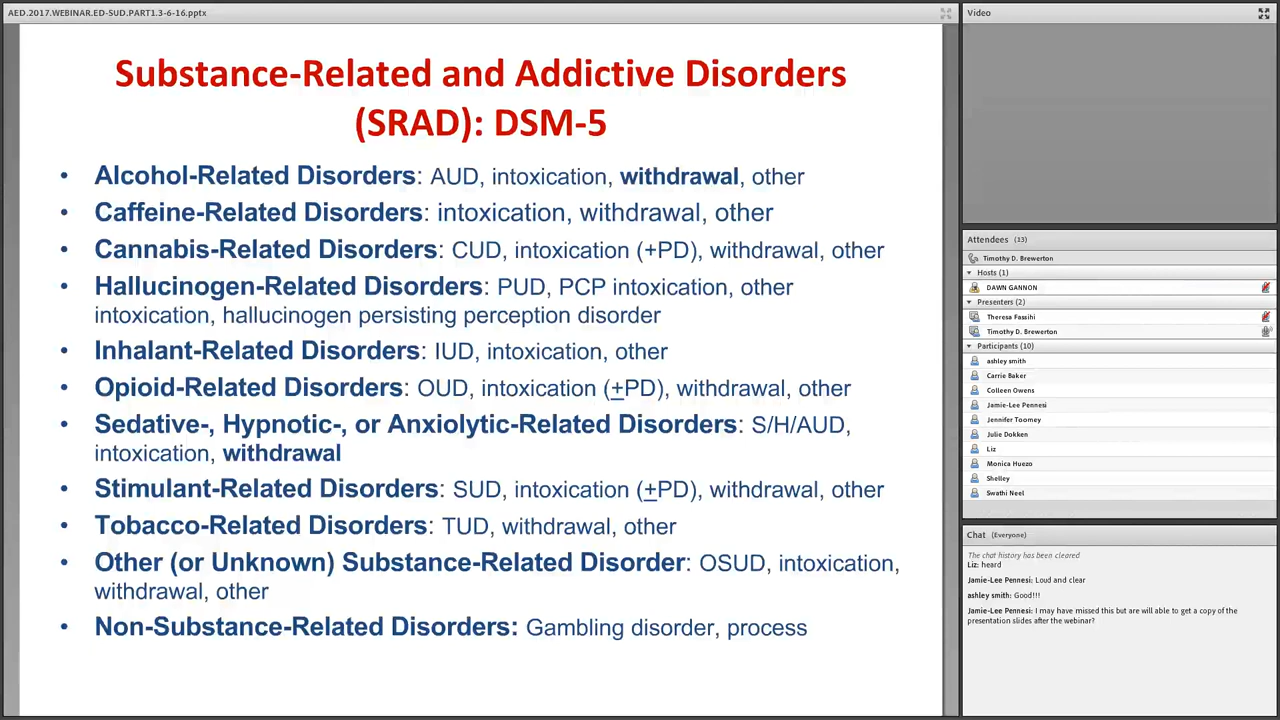 AED.2017.WEBINAR.ED-SUD.PART1.3-6-16.pptx
Substance-Related and Addictive Disorders
(SRAD): DSM-5
• Alcohol-Related Disorders: AUD, intoxication, withdrawal, other
• Caffeine-Related Disorders: intoxication, withdrawal, other
• Cannabis-Related Disorders: CUD, intoxication (+PD), withdrawal, other
• Hallucinogen-Related Disorders: PUD, PCP intoxication, other
intoxication, hallucinogen persisting perception disorder
• Inhalant-Related Disorders: IUD, intoxication, other
• Opioid-Related Disorders: OUD, intoxication (+PD), withdrawal, other
• Sedative-, Hypnotic-, or Anxiolytic-Related Disorders: S/H/AUD,
intoxication, withdrawal
• Stimulant-Related Disorders: SUD, intoxication (+PD), withdrawal, other
• Tobacco-Related Disorders: TUD, withdrawal, other
• Other (or Unknown) Substance-Related Disorder: OSUD, intoxication,
withdrawal, other
• Non-Substance-Related Disorders: Gambling disorder, process
Video
Attendees (13)
Timothy D. Brewerton
Hosts (1)
DAWN GANNON
Presenters (2)
Theresa Fassihi
Timothy D. Brewerton
Participants (10)
ashley smith
Carrie Baker
Colleen Owens
Jamie-Lee Pennesi
Jennifer Toomey
Julie Dokken
Liz
Monica Huezo
Shelley
Swathi Neel
Chat (Everyone)
The chat history has been cleared
Liz: heard
Jamie-Lee Pennesi: Loud and clear
ashley smith: Good!!!
Jamie-Lee Pennesi: I may have missed this but are will able to get a copy of the
presentation slides after the webinar?